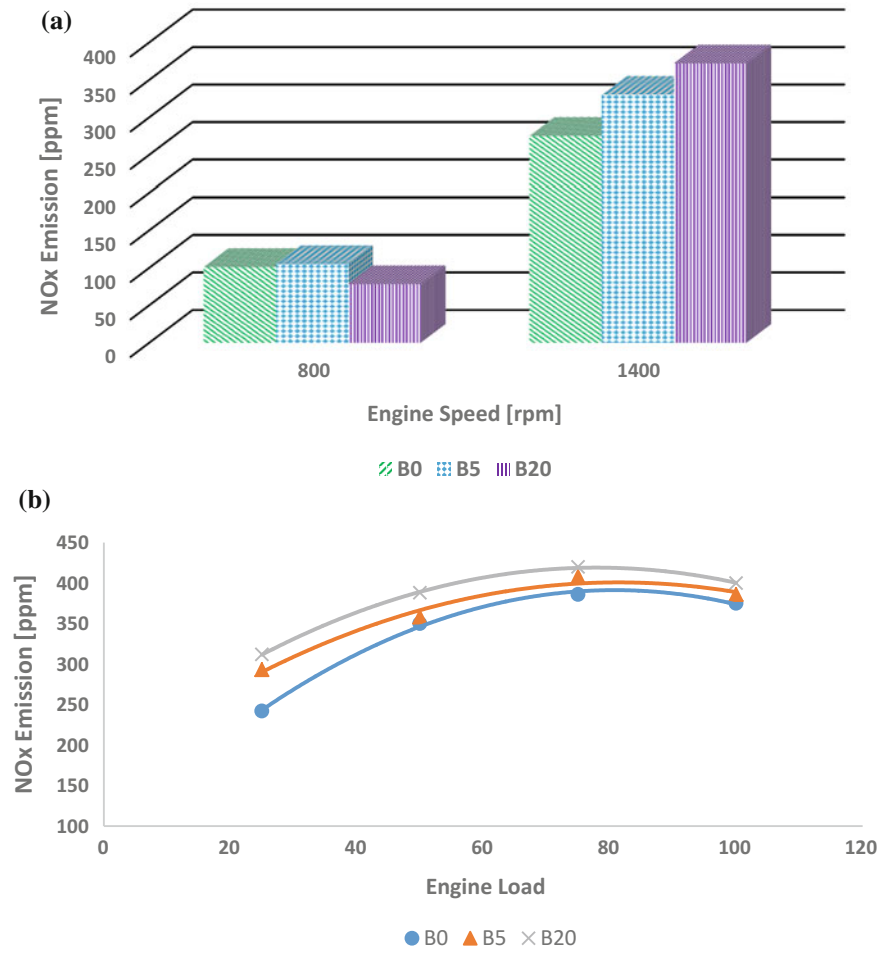 (a)
NOx Emission [ppm]
400
350
300
250
200
150
100
50
0
800 1400
Engine Speed [rpm]
B0 B5 B20
(b)
NOx Emission [ppm]
450
400
350
300
250
200
150
100
0 20 40 60 80 100 120
Engine Load
B0 B5 B20